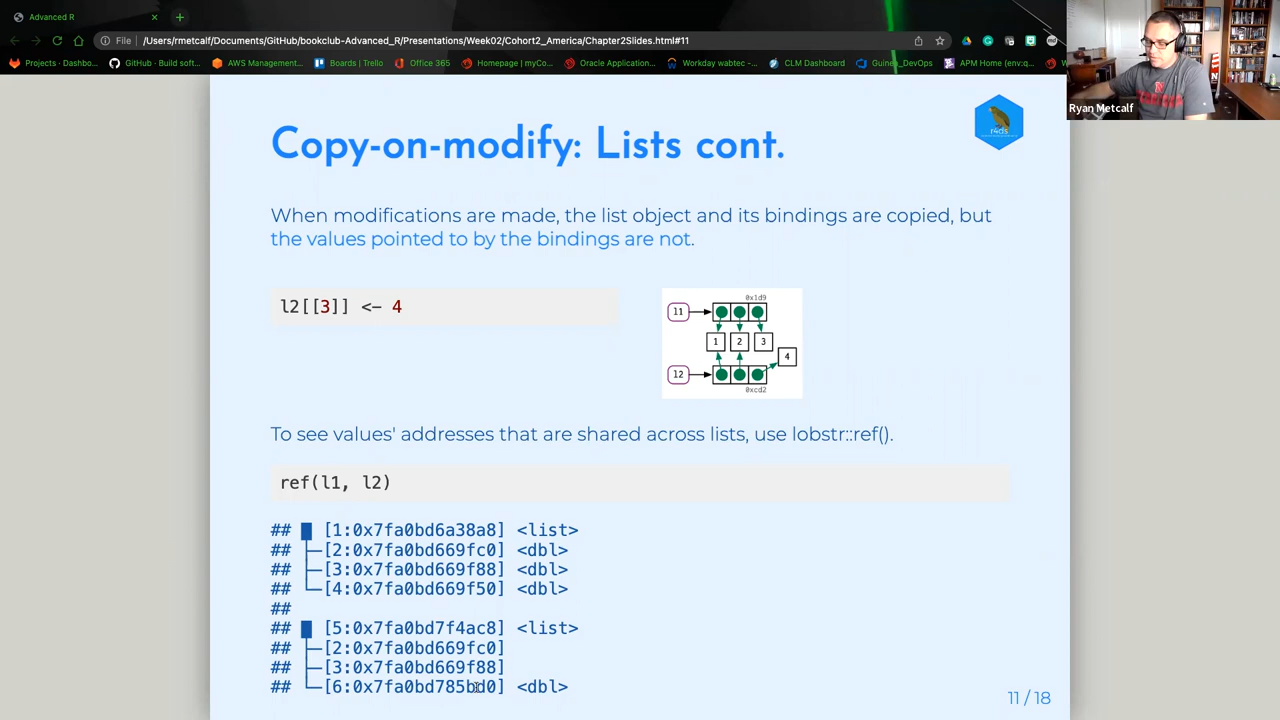 Advanced R
File
/Users/rmetcalf/Documents/GitHub/bookclub-Advanced_R/Presentations/Week02/Cohort2_America/Chapter2Slides.html#11
Projects · Dashbo...
GitHub · Build soft...
AWS Management...
Boards | Trello
Office 365
Homepage | myCo...
Oracle Application...
Workday wabtec -...
CLM Dashboard
Guinea_DevOps
APM Home (env:q...
Ryan Metcalf
r4ds
Copy-on-modify: Lists cont.
When modifications are made, the list object and its bindings are copied, but
the values pointed to by the bindings are not.
l2[[3]] <- 4
0x1d9
l1
1 2 3
4
l2
0xcd2
To see values' addresses that are shared across lists, use lobstr::ref().
ref(l1, l2)
## █ [1:0x7fa0bd6a38a8] <list>
## ├─[2:0x7fa0bd669fc0] <dbl>
## ├─[3:0x7fa0bd669f88] <dbl>
## └─[4:0x7fa0bd669f50] <dbl>
##
## █ [5:0x7fa0bd7f4ac8] <list>
## ├─[2:0x7fa0bd669fc0]
## ├─[3:0x7fa0bd669f88]
## └─[6:0x7fa0bd785bd0] <dbl>
11 / 18